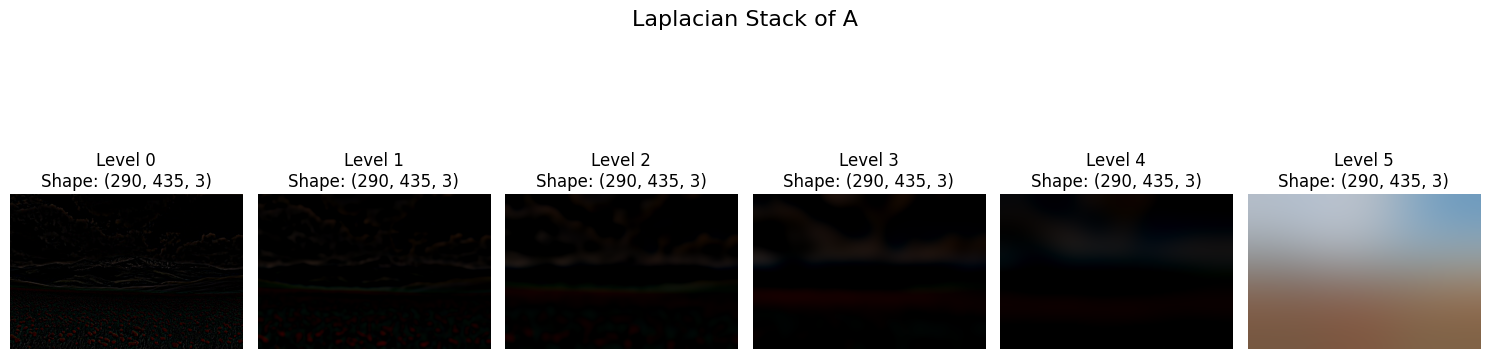 Laplacian Stack of A
Level 0
Shape: (290, 435, 3)
Level 1
Shape: (290, 435, 3)
Level 2
Shape: (290, 435, 3)
Level 3
Shape: (290, 435, 3)
Level 4
Shape: (290, 435, 3)
Level 5
Shape: (290, 435, 3)